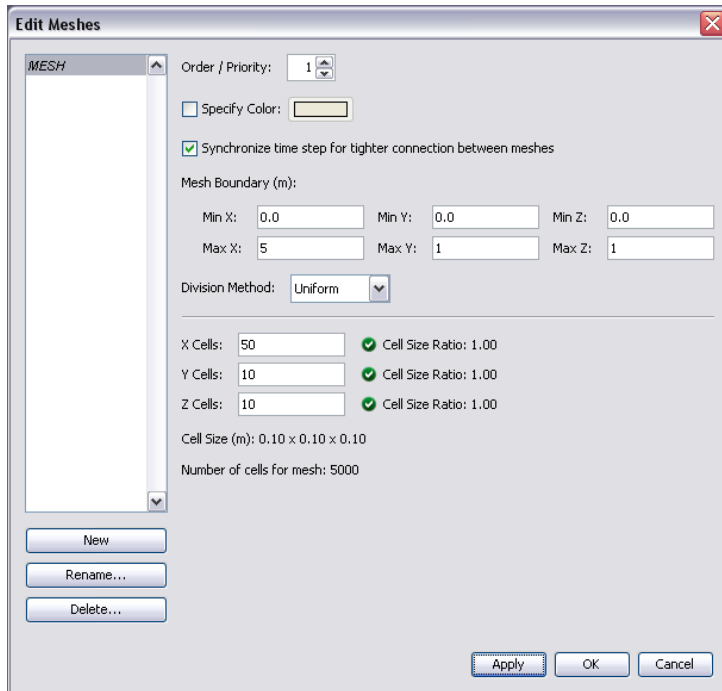 Edit Meshes
MESH
Order / Priority: 1
Specify Color:
Synchronize time step for tighter connection between meshes
Mesh Boundary (m):
Min X: 0.0 Min Y: 0.0 Min Z: 0.0
Max X: 5 Max Y: 1 Max Z: 1
Division Method: Uniform
X Cells: 50 Cell Size Ratio: 1.00
Y Cells: 10 Cell Size Ratio: 1.00
Z Cells: 10 Cell Size Ratio: 1.00
Cell Size (m): 0.10 x 0.10 x 0.10
Number of cells for mesh: 5000
New
Rename...
Delete...
Apply OK Cancel